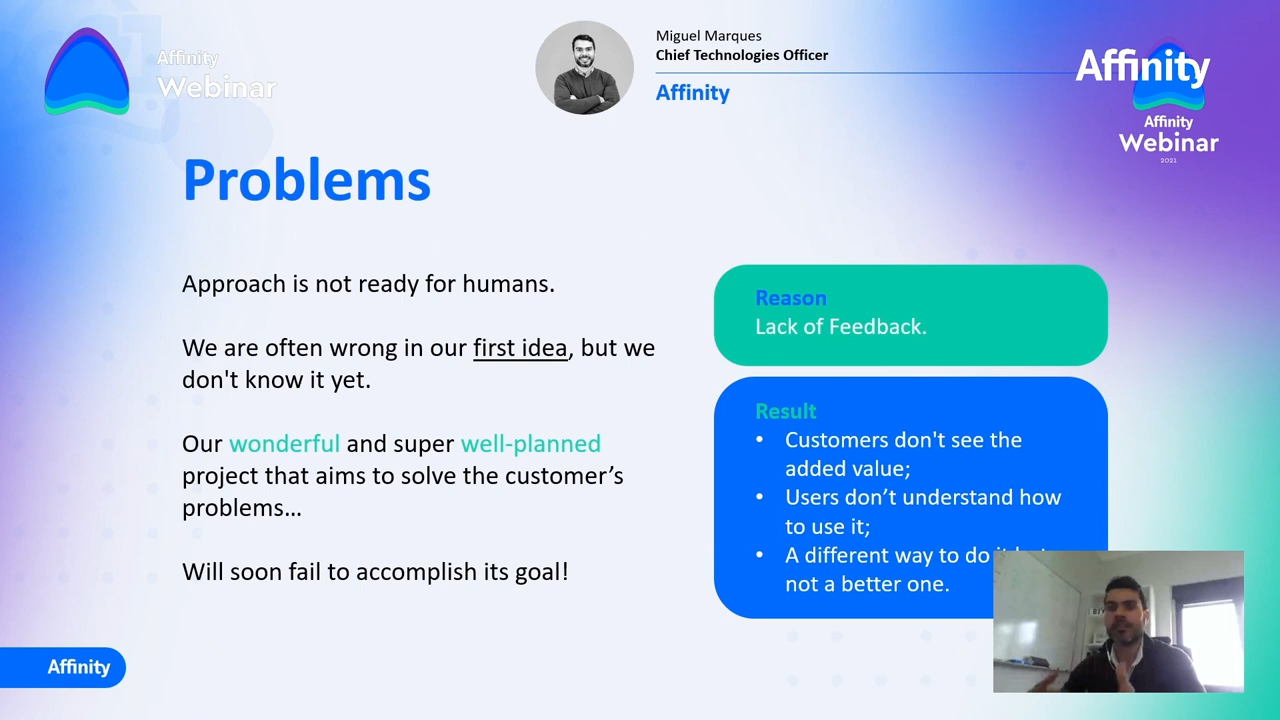 Affinity
Webinar
Miguel Marques
Chief Technologies Officer
Affinity
Affinity
Affinity
Webinar
2021
Problems
Approach is not ready for humans.
We are often wrong in our first idea, but we
don't know it yet.
Our wonderful and super well-planned
project that aims to solve the customer’s
problems…
Will soon fail to accomplish its goal!
Reason
Lack of Feedback.
Result
• Customers don't see the
added value;
• Users don’t understand how
to use it;
• A different way to do it but
not a better one.
Affinity